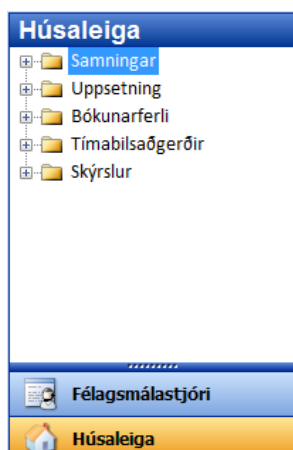 Húsaleiga
Samningar
Uppsetning
Bókunarferli
Tímabilsaðgerðir
Skýrslur
Félagsmálastjóri
Húsaleiga